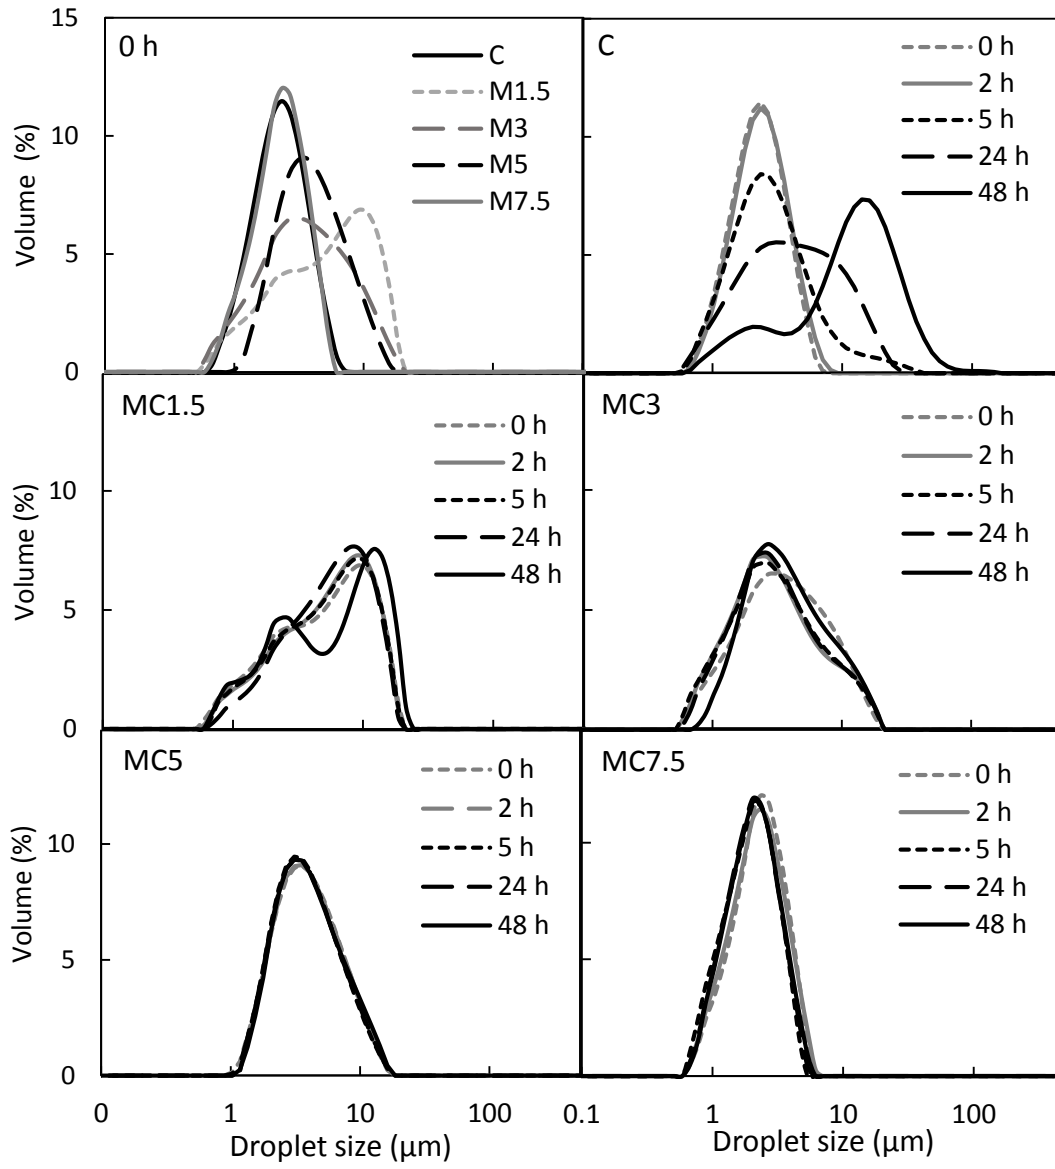 15
10
5
0
Volume (%)
0 h
C
M1.5
M3
M5
M7.5
C
0 h
2 h
5 h
24 h
48 h
10
5
0
Volume (%)
MC1.5
0 h
2 h
5 h
24 h
48 h
MC3
0 h
2 h
5 h
24 h
48 h
10
5
0
Volume (%)
MC5
0 h
2 h
5 h
24 h
48 h
MC7.5
0 h
2 h
5 h
24 h
48 h
0 1 10 100 0.1 1 10 100
Droplet size (µm) Droplet size (µm)